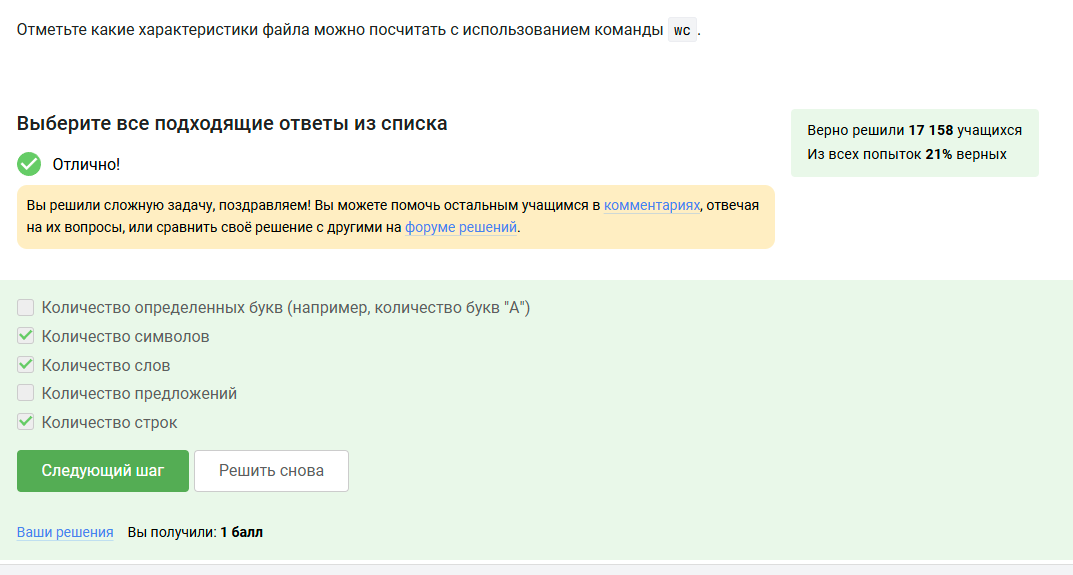 Отметьте какие характеристики файла можно посчитать с использованием команды wc.
Выберите все подходящие ответы из списка
Верно решили 17 158 учащихся
Из всех попыток 21% верных
Отлично!
Вы решили сложную задачу, поздравляем! Вы можете помочь остальным учащимся в комментариях, отвечая
на их вопросы, или сравнить своё решение с другими на форуме решений.
Количество определенных букв (например, количество букв "А")
Количество символов
Количество слов
Количество предложений
Количество строк
Следующий шаг
Решить снова
Ваши решения Вы получили: 1 балл